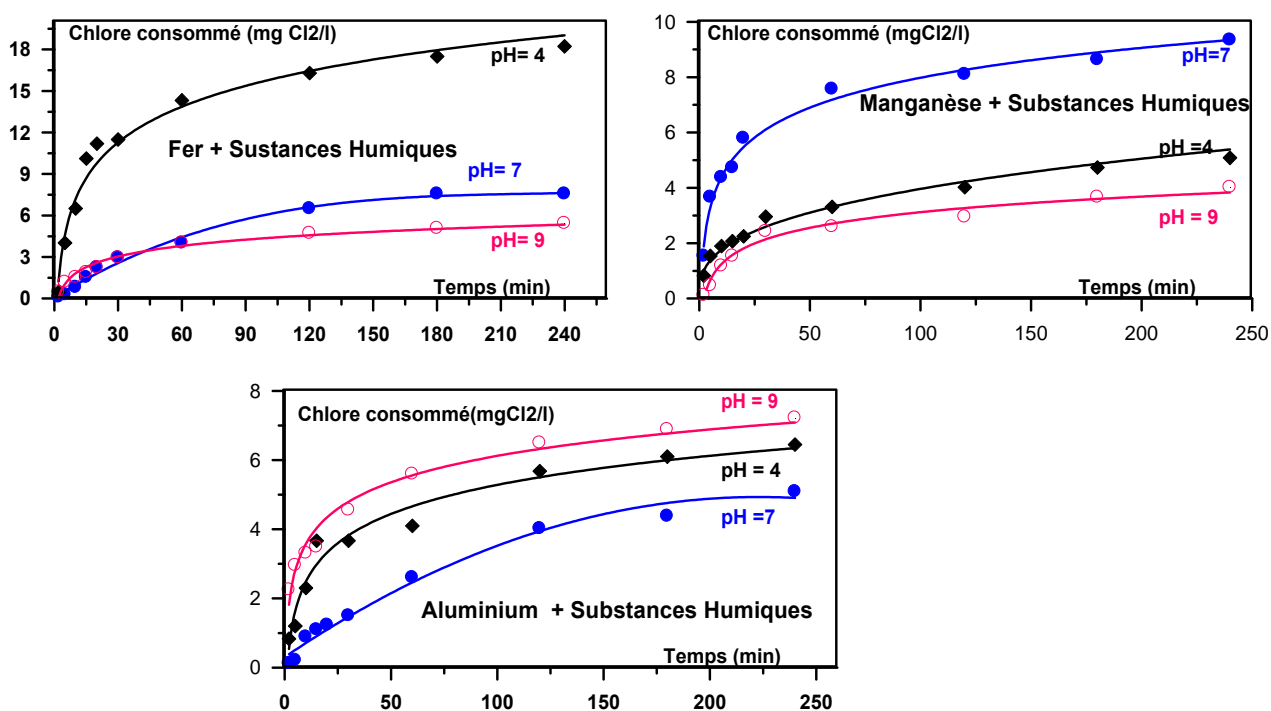 Chlore consommé (mg Cl2/l)
18
15
12
9
6
3
0
pH= 4
Fer + Sustances Humiques
pH= 7
pH= 9
Temps (min)
0 30 60 90 120 150 180 210 240
Chlore consommé (mgCl2/l)
10
8
6
4
2
0
pH=7
Manganèse + Substances Humiques
pH =4
pH = 9
Temps (min)
0 50 100 150 200 250
Chlore consommé(mgCl2/l)
8
6
4
2
0
pH = 9
pH = 4
pH =7
Aluminium + Substances Humiques
Temps (min)
0 50 100 150 200 250